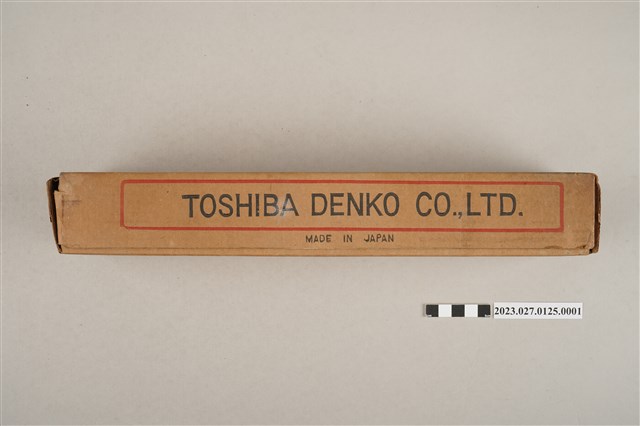 TOSHIBA DENKO CO.,LTD.
MADE IN JAPAN
2023.027.0125.0001